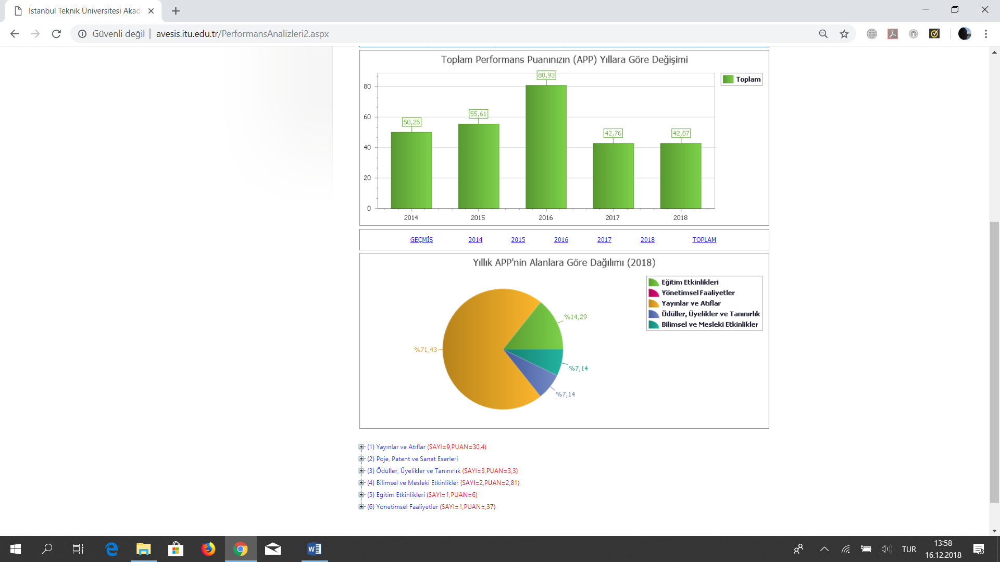 İstanbul Teknik Üniversitesi Akad
Güvenli değil | avesis.itu.edu.tr/PerformansAnalizleri2.aspx
Toplam Performans Puanınızın (APP) Yıllara Göre Değişimi
Toplam
80
60
40
20
0
50,25
55,61
80,93
42,76
42,87
2014
2015
2016
2017
2018
GEÇMİŞ 2014 2015 2016 2017 2018 TOPLAM
Yıllık APP'nin Alanlara Göre Dağılımı (2018)
Eğitim Etkinlikleri
Yönetimsel Faaliyetler
Yayınlar ve Atıflar
Ödüller, Üyelikler ve Tanınırlık
Bilimsel ve Mesleki Etkinlikler
%14,29
%71,43
%7,14
%7,14
(1) Yayınlar ve Atıflar (SAYI=9,PUAN=30,4)
(2) Poje, Patent ve Sanat Eserleri
(3) Ödüller, Üyelikler ve Tanınırlık (SAYI=3,PUAN=3,3)
(4) Bilimsel ve Mesleki Etkinlikler (SAYI=2,PUAN=2,81)
(5) Eğitim Etkinlikleri (SAYI=1,PUAN=6)
(6) Yönetimsel Faaliyetler (SAYI=1,PUAN=,37)
TUR
13:58
16.12.2018